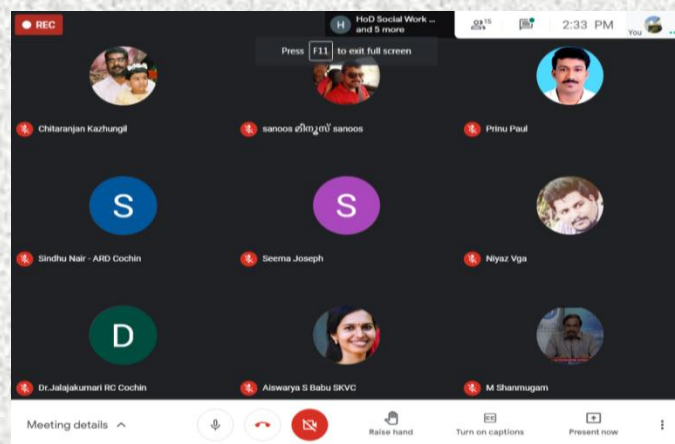 REC
H
HoD Social Work ...
and 5 more
15
2:33 PM
You
Press F11 to exit full screen
Chitaranjan Kazhungil
sanoos മിനൂസ് sanoos
Prinu Paul
S
S
Sindhu Nair - ARD Cochin
Seema Joseph
Niyaz Vga
D
Dr.Jalajakumari RC Cochin
Aiswarya S Babu SKVC
M Shanmugam
Meeting details
Raise hand
CC
Turn on captions
Present now